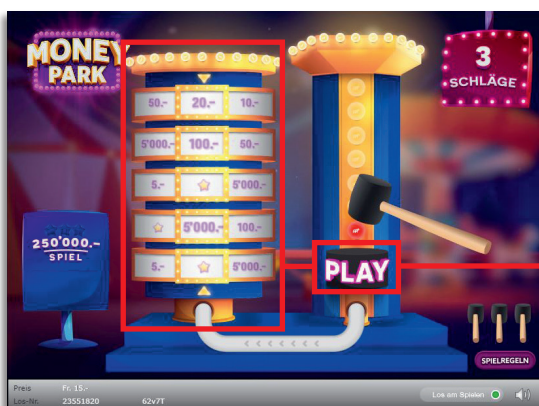 MONEY
PARK
3
SCHLÄGE
50.- 20.- 10.-
5'000.- 100.- 50.-
5.- 5'000.-
5'000.- 100.-
5.- 5'000.-
250'000.-
SPIEL
PLAY
SPIELREGELN
Preis Fr. 15.-
Los am Spielen
Los-Nr. 23551820 62v7T